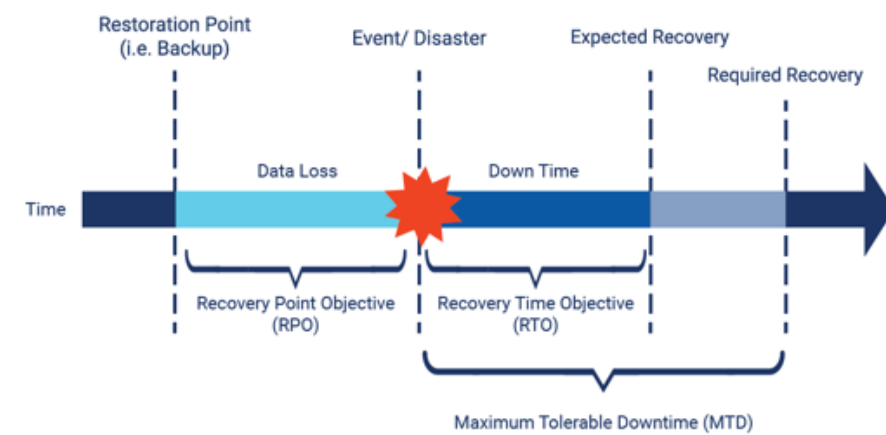 Restoration Point
(i.e. Backup)
Event/ Disaster
Expected Recovery
Required Recovery
Data Loss
Down Time
Time
Recovery Point Objective
(RPO)
Recovery Time Objective
(RTO)
Maximum Tolerable Downtime (MTD)